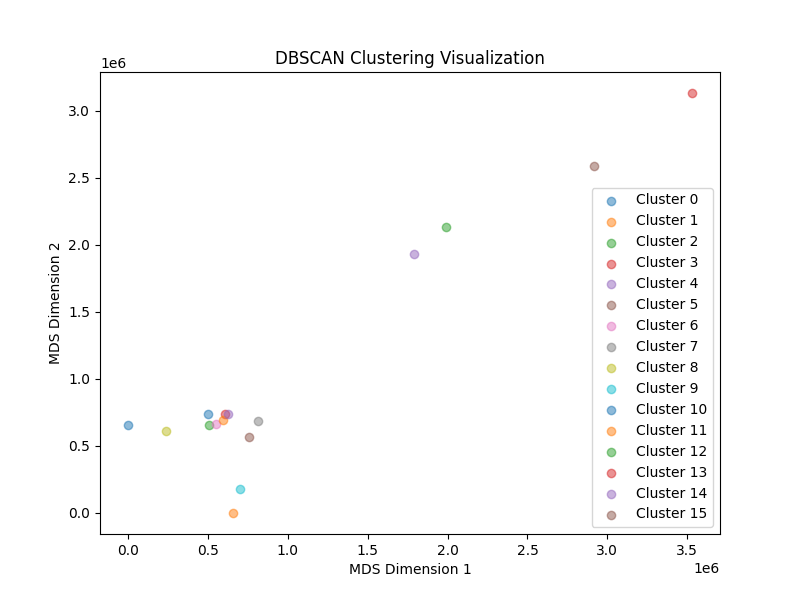 DBSCAN Clustering Visualization
1e6
3.0
2.5
2.0
1.5
1.0
0.5
0.0
MDS Dimension 2
Cluster 0
Cluster 1
Cluster 2
Cluster 3
Cluster 4
Cluster 5
Cluster 6
Cluster 7
Cluster 8
Cluster 9
Cluster 10
Cluster 11
Cluster 12
Cluster 13
Cluster 14
Cluster 15
0.0 0.5 1.0 1.5 2.0 2.5 3.0 3.5
1e6
MDS Dimension 1